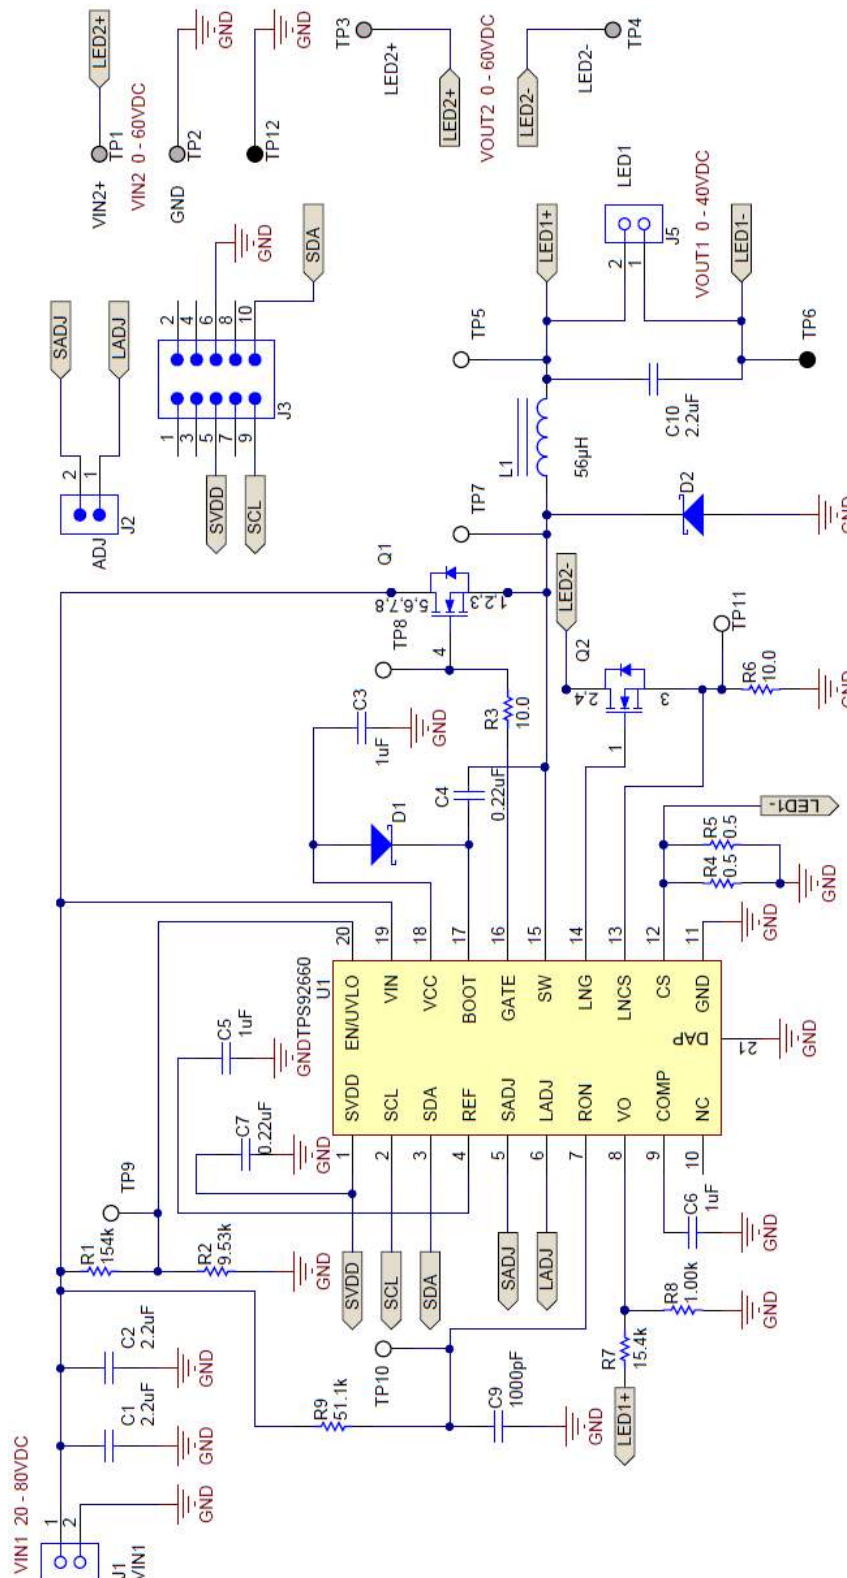 VIN1 20 - 80VDC
J1
VIN1
1
2
GND
C1
2.2uF
GND
C2
2.2uF
GND
R1
154k
R2
9.53k
GND
TP9
R9
51.1k
TP10
C9
1000pF
GND
LED1+
R7
15.4k
R8
1.00k
GND
C6
1uF
GND
SVDD
SCL
SDA
SADJ
LADJ
C7
0.22uF
GND
C5
1uF
GND
U1
TPS92660
1
SVDD
2
SCL
3
SDA
4
REF
5
SADJ
6
LADJ
7
RON
8
VO
9
COMP
10
NC
20
EN/UVLO
19
VIN
18
VCC
17
BOOT
16
GATE
15
SW
14
LNG
13
LNCS
12
CS
11
GND
DAP
21
GND
GND
D1
C3
1uF
GND
C4
0.22uF
R3
10.0
TP8
4
Q1
5,6,7,8
1,2,3
TP7
L1
56µH
TP5
LED1+
D2
GND
C10
2.2uF
J5
2
1
LED1
VOUT1 0 - 40VDC
LED1-
TP6
LED2-
Q2
2,4
3
1
TP11
R6
10.0
GND
R4
0.5
R5
0.5
GND
LED1-
ADJ
J2
2
1
SADJ
LADJ
J3
1
3
5
7
9
2
4
6
8
10
SVDD
SCL
GND
SDA
VIN2+
TP1
LED2+
VIN2 0 - 60VDC
GND
TP2
GND
TP12
GND
TP3
LED2+
LED2+
VOUT2 0 - 60VDC
LED2-
LED2-
TP4